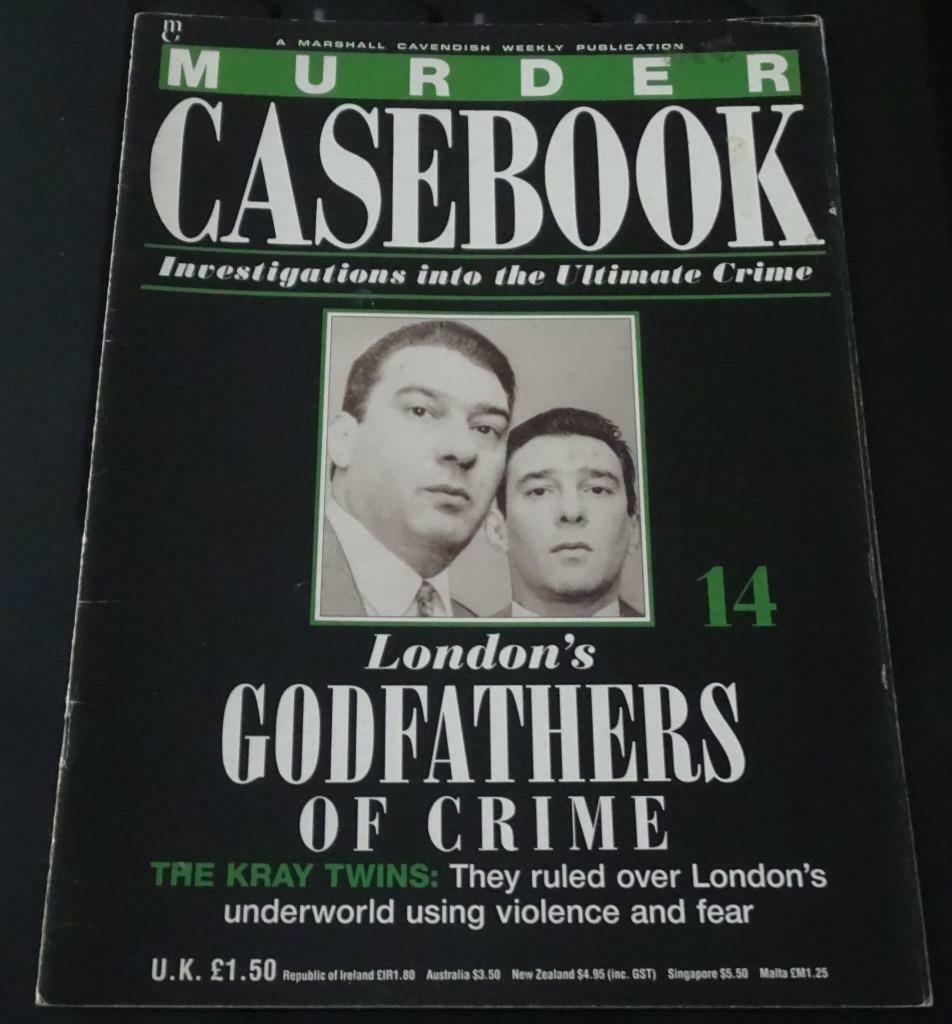 mc
A MARSHALL CAVENDISH WEEKLY PUBLICATION
MURDER
CASEBOOK
Investigations into the Ultimate Crime
14
London's
GODFATHERS
OF CRIME
THE KRAY TWINS: They ruled over London's
underworld using violence and fear
U.K. £1.50 Republic of Ireland £IR1.80 Australia $3.50 New Zealand $4.95 (inc. GST) Singapore $5.50 Malta £M1.25